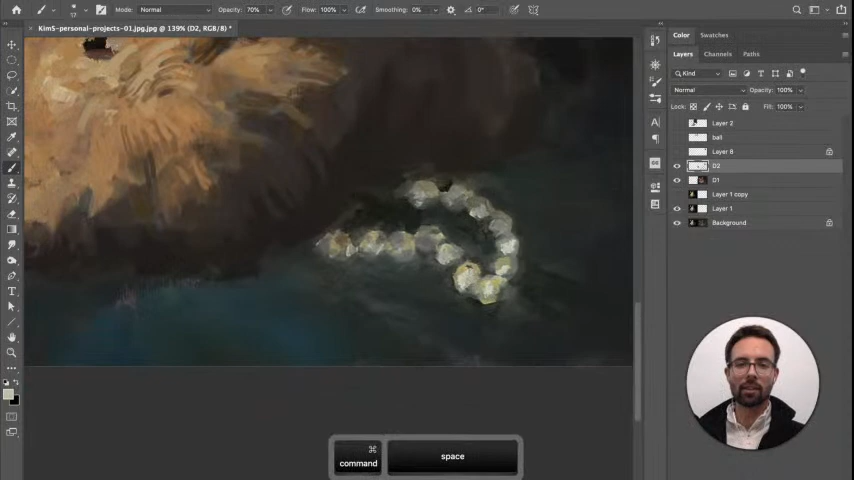 17
Mode: Normal
Opacity: 70%
Flow: 100%
Smoothing: 0%
0°
× Kim5-personal-projects-01.jpg.jpg @ 139% (D2, RGB/8) *
Color
Swatches
Layers
Channels
Paths
Kind
Normal
Opacity: 100%
Lock:
Fill: 100%
Layer 2
ball
Layer 8
D2
D1
Layer 1 copy
Layer 1
Background
⌘
command
space